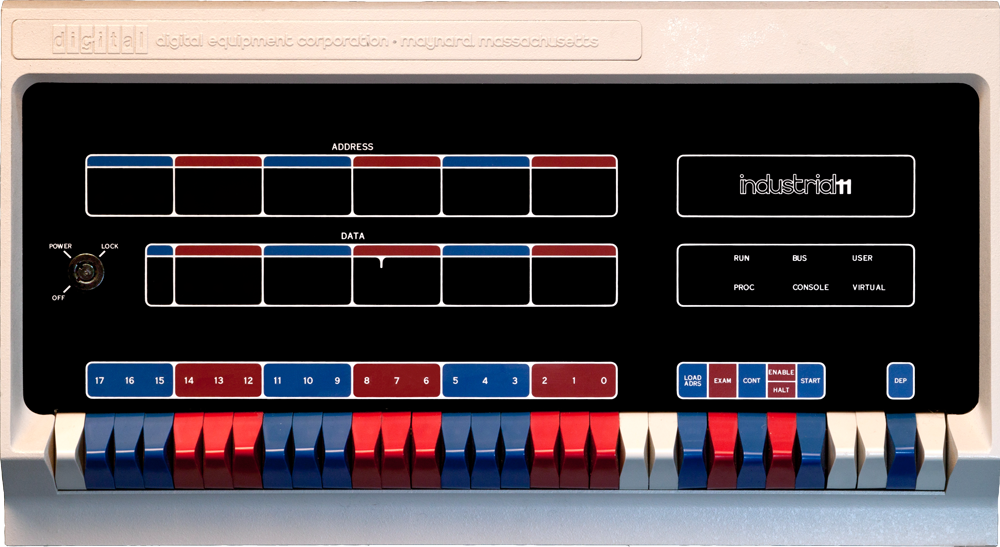 digital digital equipment corporation • maynard, massachusetts
ADDRESS
industrial11
DATA
POWER LOCK
OFF
RUN BUS USER
PROC CONSOLE VIRTUAL
17 16 15 14 13 12 11 10 9 8 7 6 5 4 3 2 1 0
LOAD ADRS EXAM CONT ENABLE HALT START DEP